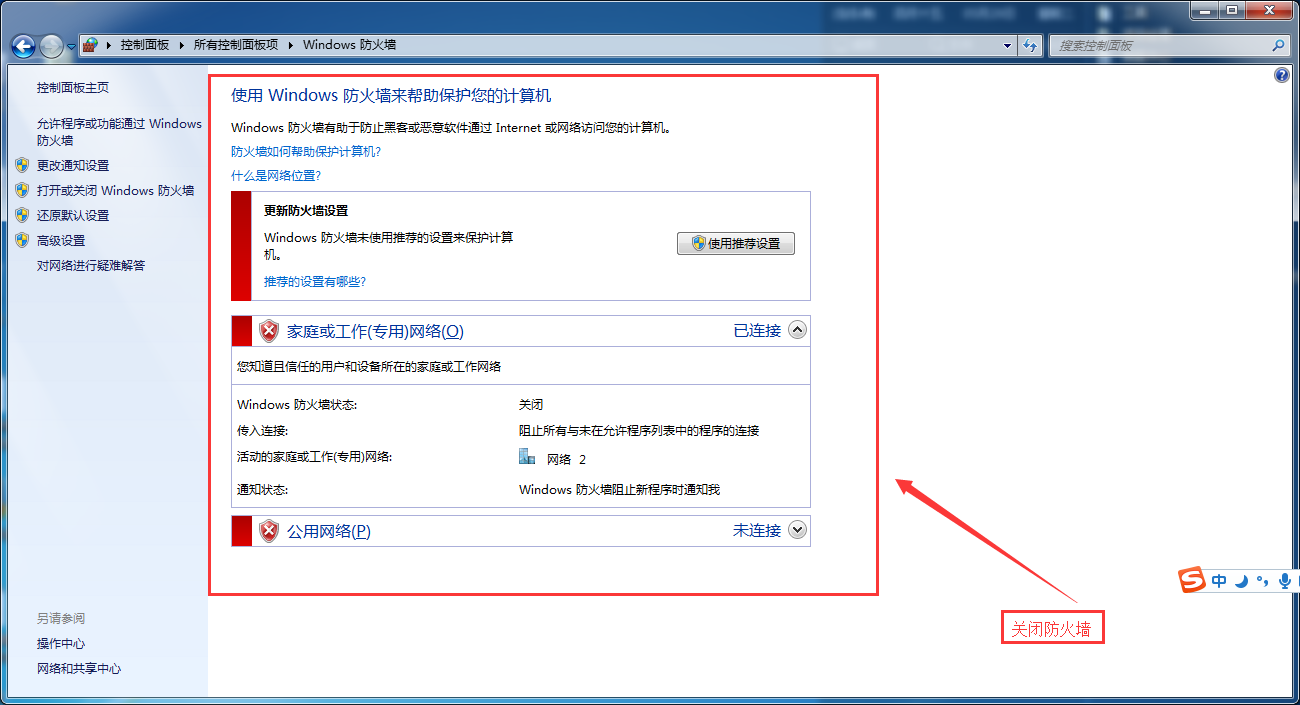 控制面板 ▸ 所有控制面板项 ▸ Windows 防火墙
搜索控制面板
控制面板主页
允许程序或功能通过 Windows
防火墙
更改通知设置
打开或关闭 Windows 防火墙
还原默认设置
高级设置
对网络进行疑难解答
另请参阅
操作中心
网络和共享中心
使用 Windows 防火墙来帮助保护您的计算机
Windows 防火墙有助于防止黑客或恶意软件通过 Internet 或网络访问您的计算机。
防火墙如何帮助保护计算机?
什么是网络位置?
更新防火墙设置
Windows 防火墙未使用推荐的设置来保护计算
机。
使用推荐设置
推荐的设置有哪些?
家庭或工作(专用)网络(O) 已连接
您知道且信任的用户和设备所在的家庭或工作网络
Windows 防火墙状态: 关闭
传入连接: 阻止所有与未在允许程序列表中的程序的连接
活动的家庭或工作(专用)网络: 网络 2
通知状态: Windows 防火墙阻止新程序时通知我
公用网络(P) 未连接
关闭防火墙
中